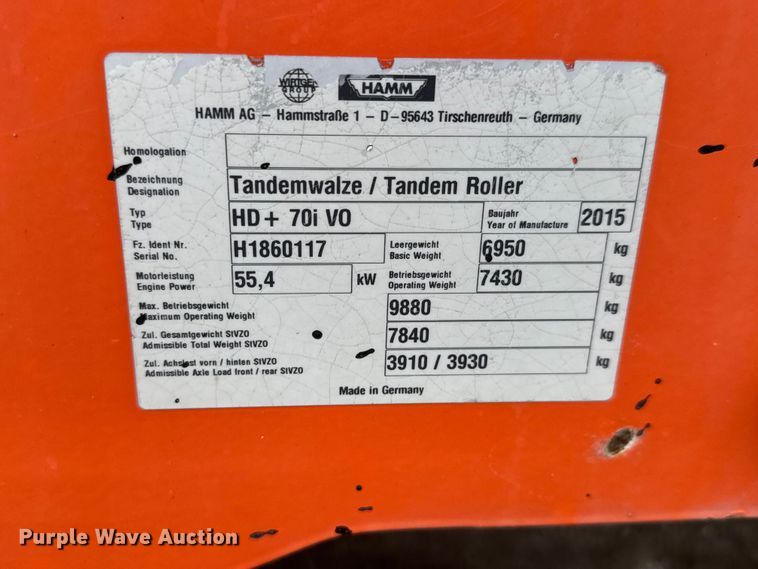 WIRTGEN GROUP HAMM
HAMM AG – Hammstraße 1 – D–95643 Tirschenreuth – Germany
Homologation
Bezeichnung
Designation
Tandemwalze / Tandem Roller
Typ
Type
HD+ 70i VO
Baujahr
Year of Manufacture
2015
Fz. Ident Nr.
Serial No.
H1860117
Leergewicht
Basic Weight
6950 kg
Motorleistung
Engine Power
55,4 kW
Betriebsgewicht
Operating Weight
7430 kg
Max. Betriebsgewicht
Maximum Operating Weight
9880 kg
Zul. Gesamtgewicht StVZO
Admissible Total Weight StVZO
7840 kg
Zul. Achslast vorn / hinten StVZO
Admissible Axle Load front / rear StVZO
3910 / 3930 kg
Made in Germany
Purple Wave Auction